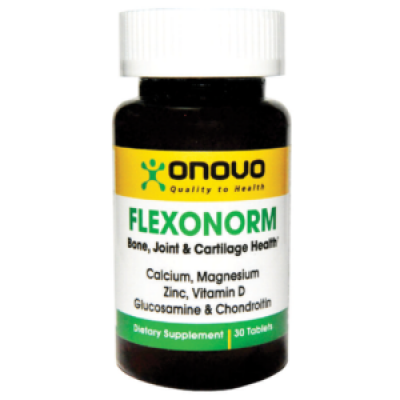 onovo
Quality to Health
FLEXONORM
Bone, Joint & Cartilage Health*
Calcium, Magnesium
Zinc, Vitamin D
Glucosamine & Chondroitin
Dietary Supplement | 30 Tablets